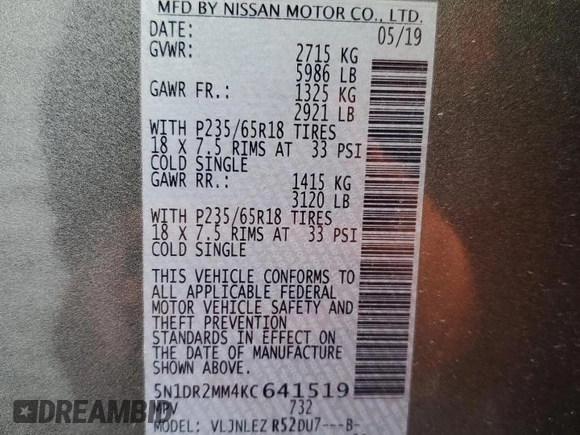 MFD BY NISSAN MOTOR CO., LTD.
DATE: 05/19
GVWR: 2715 KG
5986 LB
GAWR FR.: 1325 KG
2921 LB
WITH P235/65R18 TIRES
18 X 7.5 RIMS AT 33 PSI
COLD SINGLE
GAWR RR.: 1415 KG
3120 LB
WITH P235/65R18 TIRES
18 X 7.5 RIMS AT 33 PSI
COLD SINGLE
THIS VEHICLE CONFORMS TO
ALL APPLICABLE FEDERAL
MOTOR VEHICLE SAFETY AND
THEFT PREVENTION
STANDARDS IN EFFECT ON
THE DATE OF MANUFACTURE
SHOWN ABOVE.
5N1DR2MM4KC641519
MPV 732
MODEL: VLJNLEZ R52DU7---B-
DREAMBID